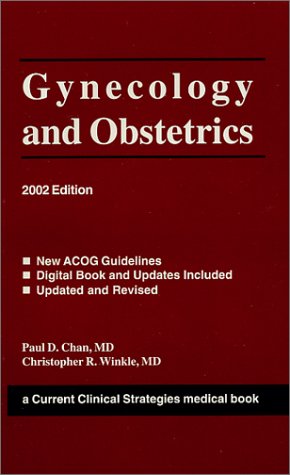 Gynecology
and Obstetrics
2002 Edition
■ New ACOG Guidelines
■ Digital Book and Updates Included
■ Updated and Revised
Paul D. Chan, MD
Christopher R. Winkle, MD
a Current Clinical Strategies medical book